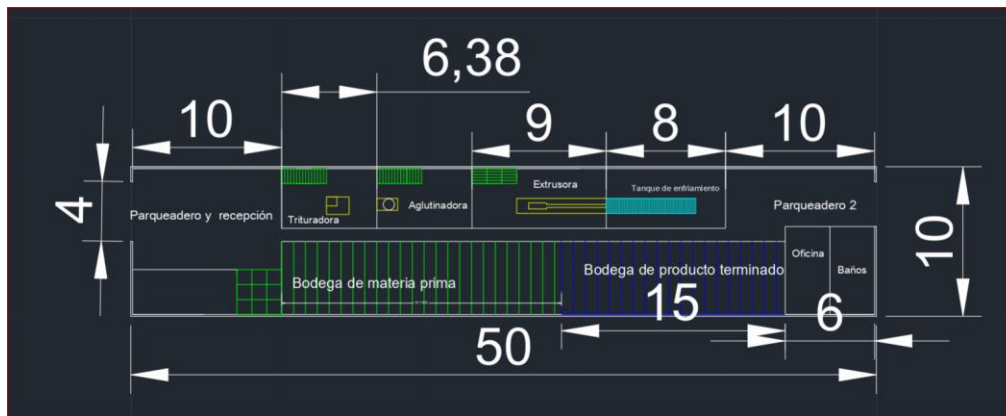 6,38
10
9
8
10
4
Parqueadero y recepción
Trituradora
Aglutinadora
Extrusora
Tanque de enfriamiento
Parqueadero 2
10
Bodega de materia prima
Bodega de producto terminado
Oficina
Baños
15
6
50